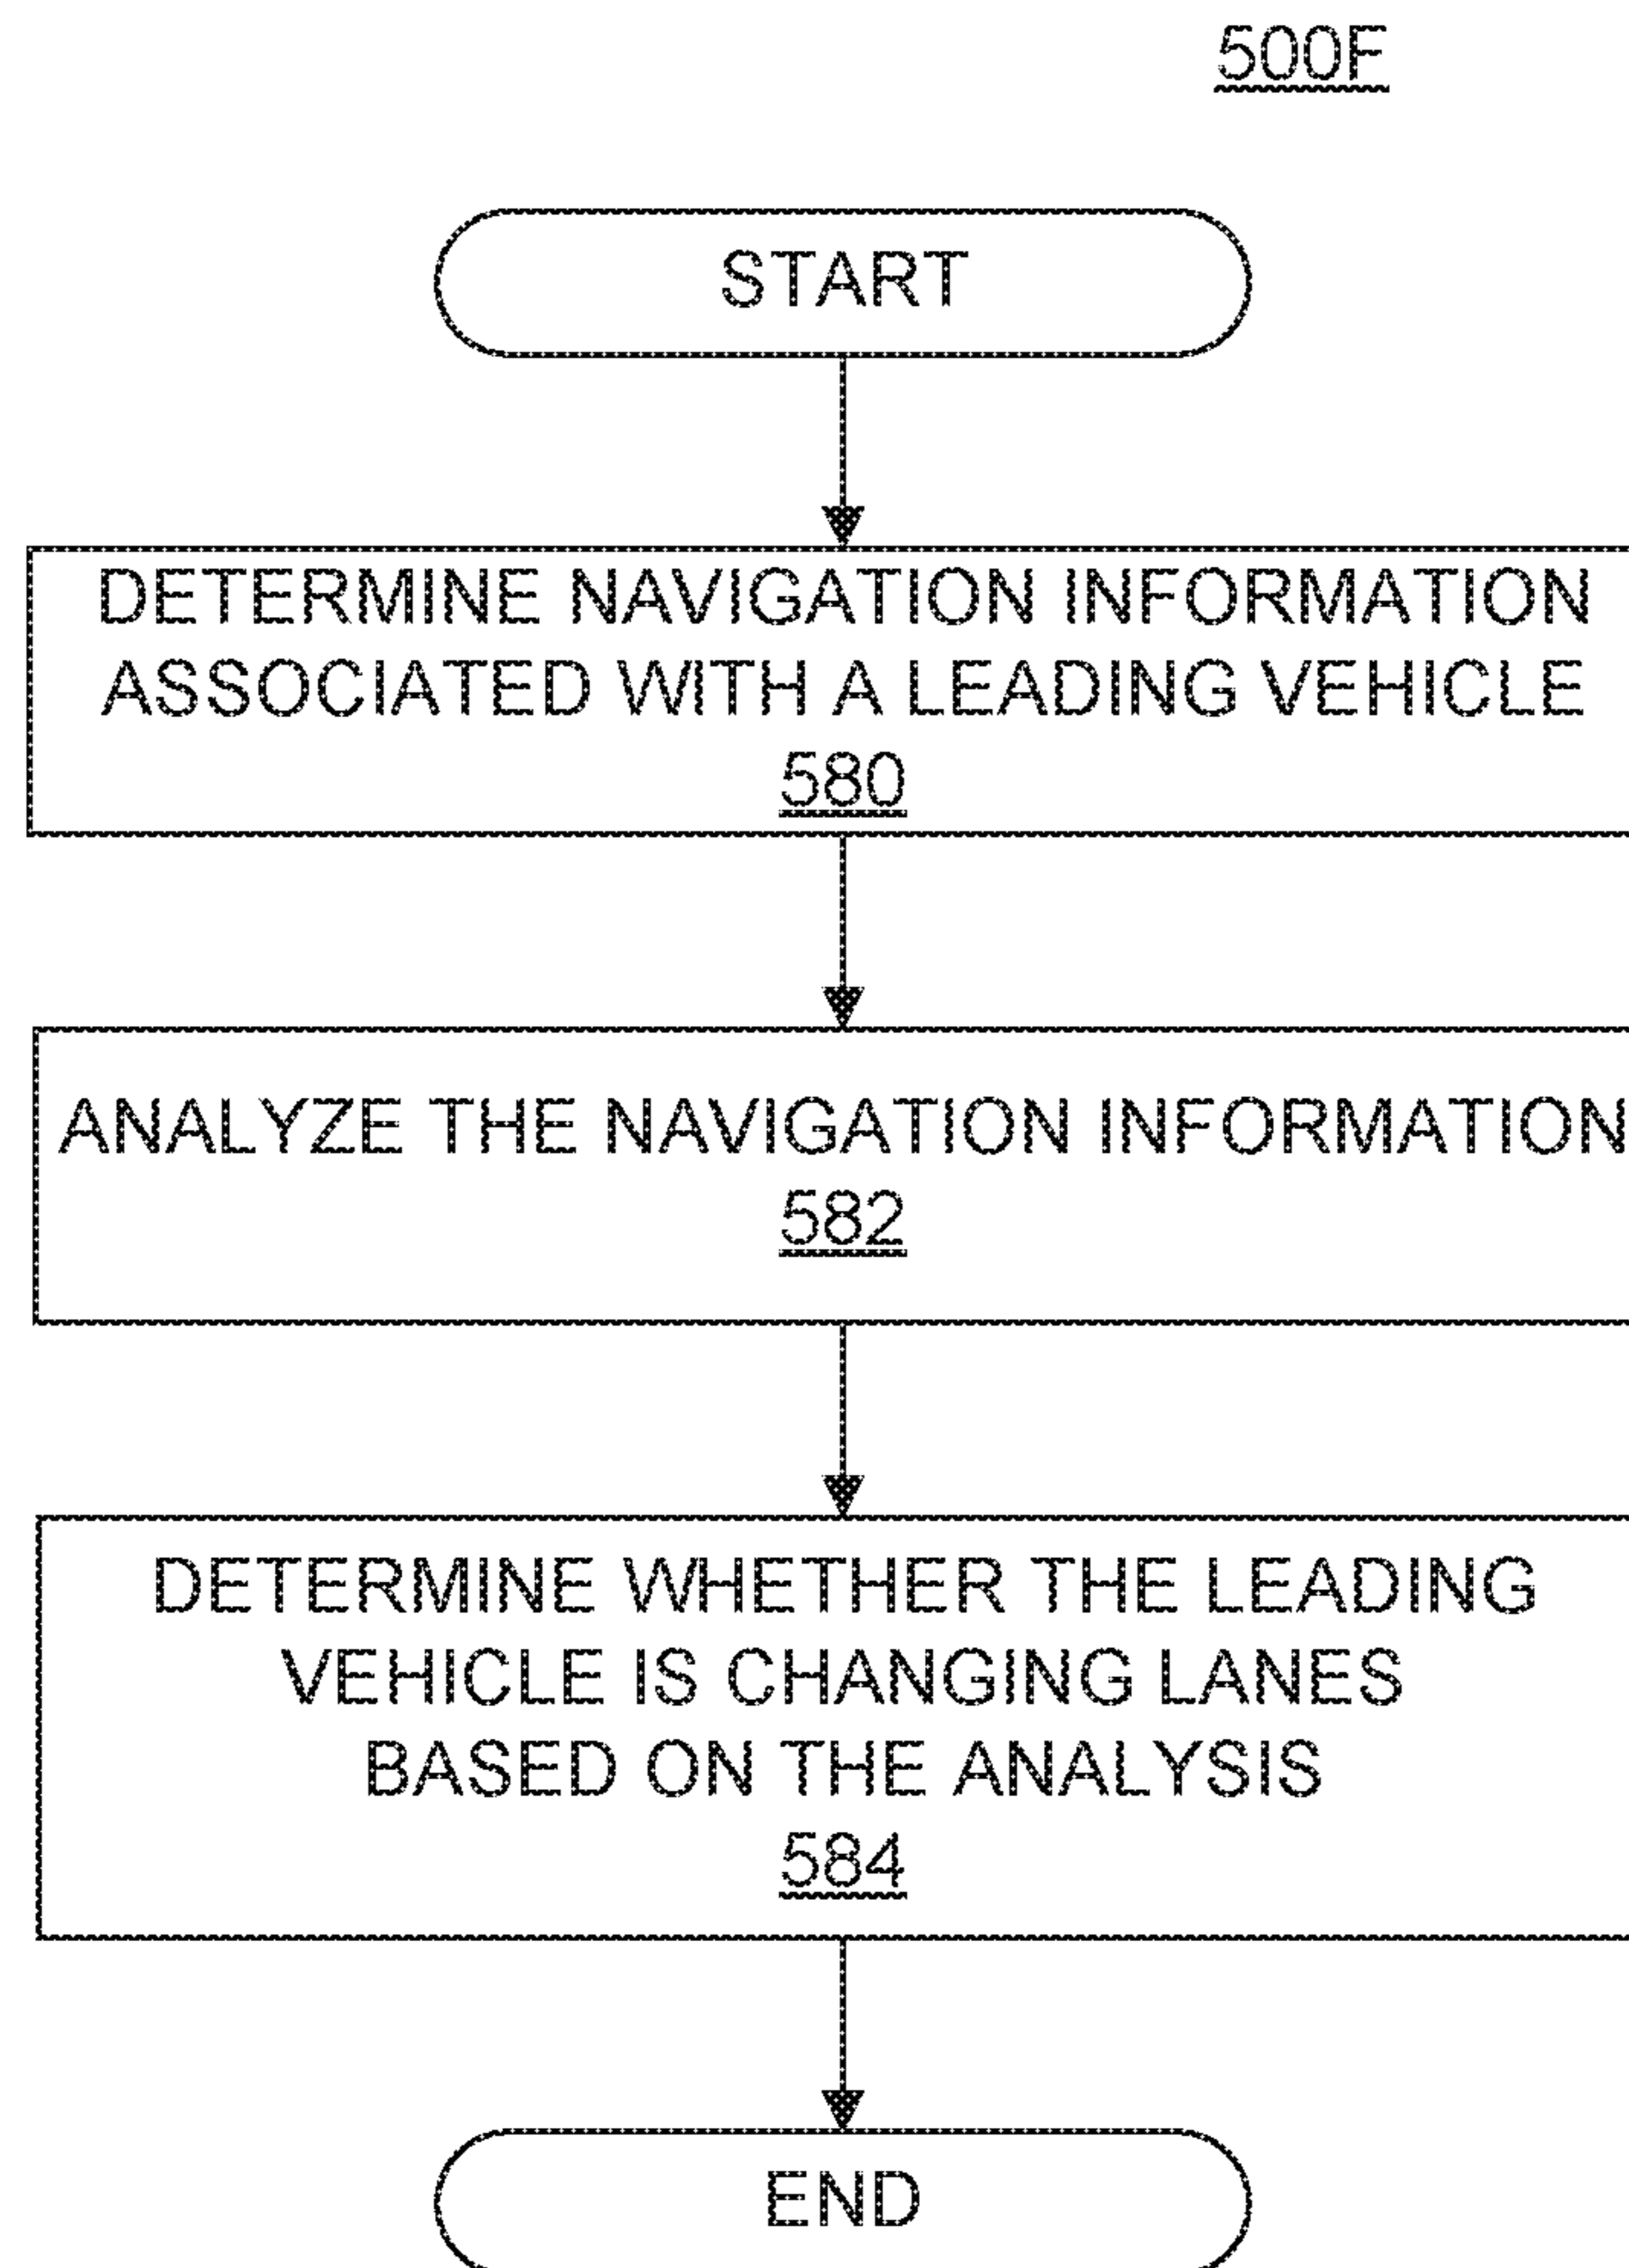 500F
START
DETERMINE NAVIGATION INFORMATION
ASSOCIATED WITH A LEADING VEHICLE
580
ANALYZE THE NAVIGATION INFORMATION
582
DETERMINE WHETHER THE LEADING
VEHICLE IS CHANGING LANES
BASED ON THE ANALYSIS
584
END